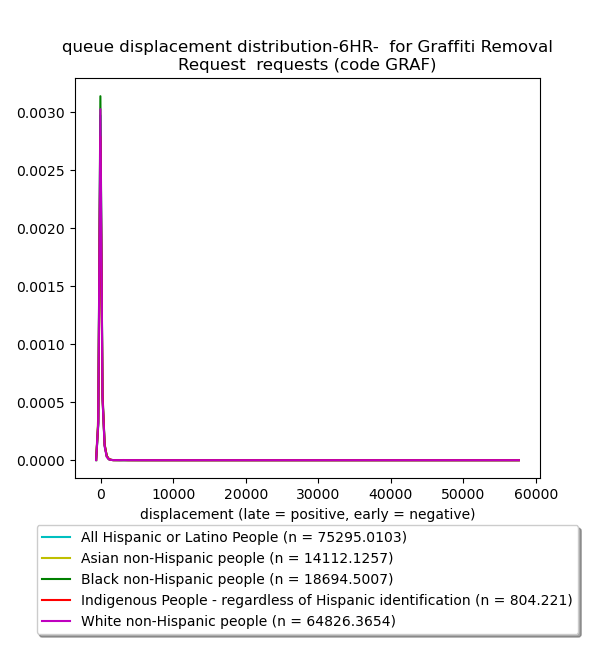 queue displacement distribution-6HR-  for Graffiti Removal
Request  requests (code GRAF)
0.0030
0.0025
0.0020
0.0015
0.0010
0.0005
0.0000
0 10000 20000 30000 40000 50000 60000
displacement (late = positive, early = negative)
All Hispanic or Latino People (n = 75295.0103)
Asian non-Hispanic people (n = 14112.1257)
Black non-Hispanic people (n = 18694.5007)
Indigenous People - regardless of Hispanic identification (n = 804.221)
White non-Hispanic people (n = 64826.3654)